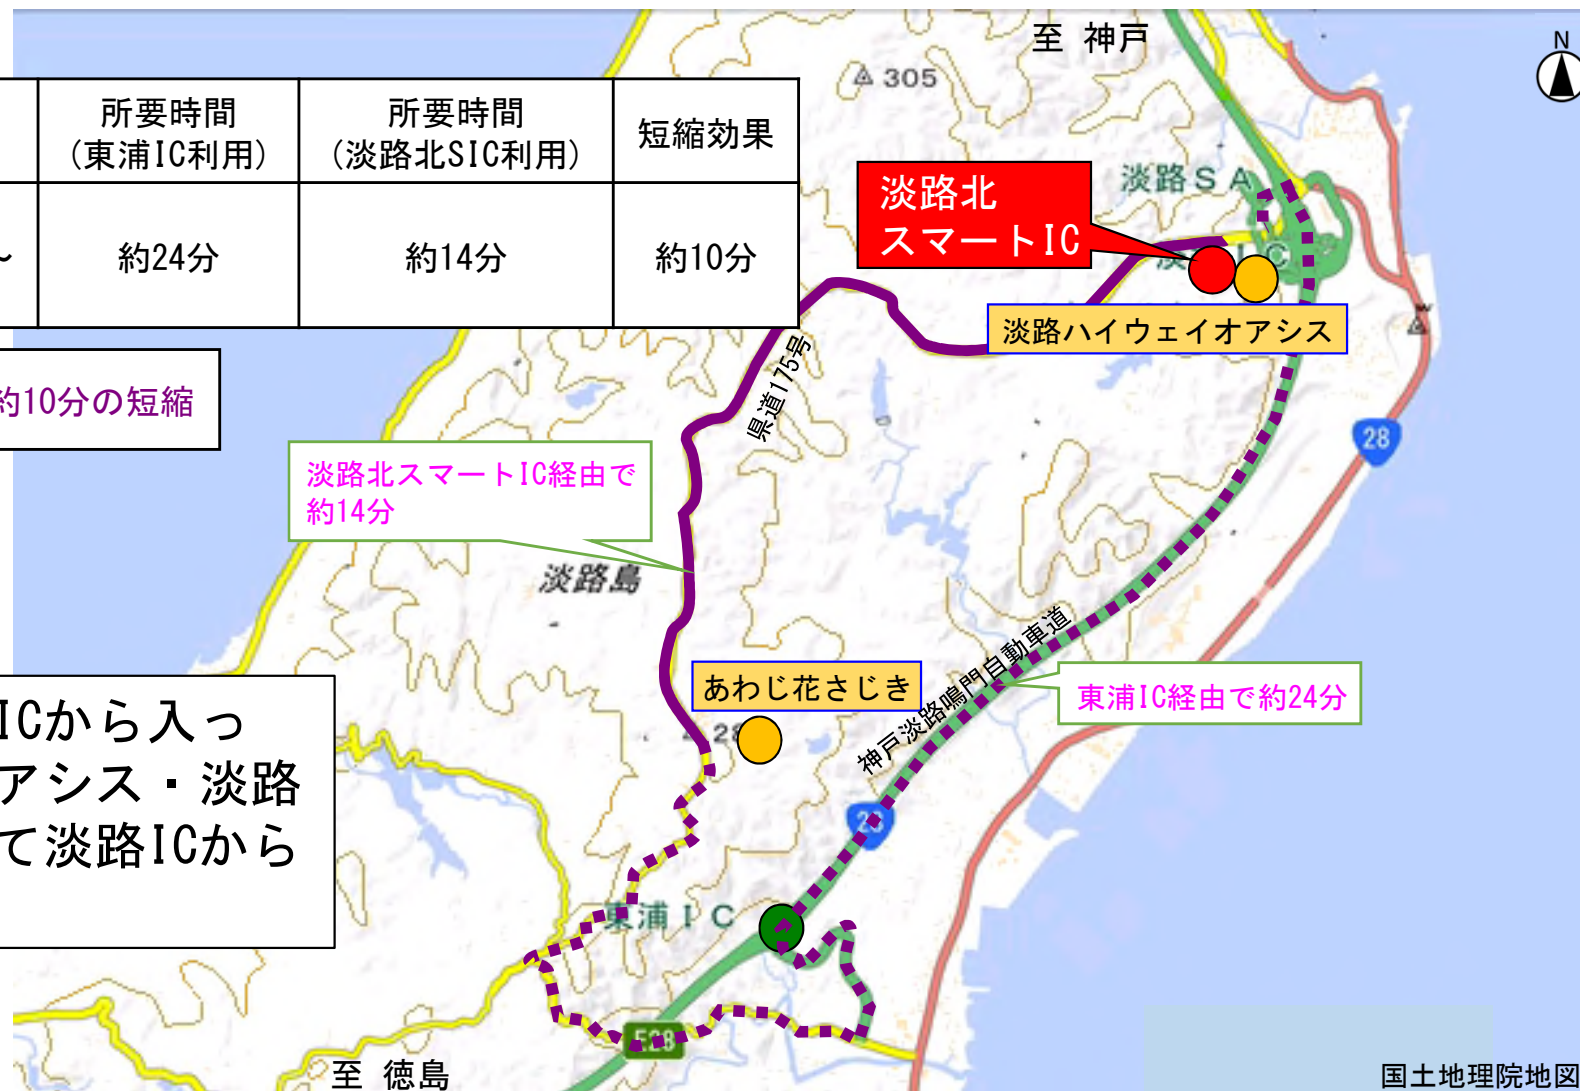 至 神戸
N
305
所要時間
(東浦IC利用)
所要時間
(淡路北SIC利用)
短縮効果
～
約24分
約14分
約10分
淡路北
スマートIC
淡路SA
淡路ハイウェイオアシス
約10分の短縮
県道175号
28
淡路北スマートIC経由で
約14分
淡路島
あわじ花さじき
神戸淡路鳴門自動車道
東浦IC経由で約24分
28
ICから入っ
アシス・淡路
て淡路ICから
東浦IC
E28
至 徳島
国土地理院地図